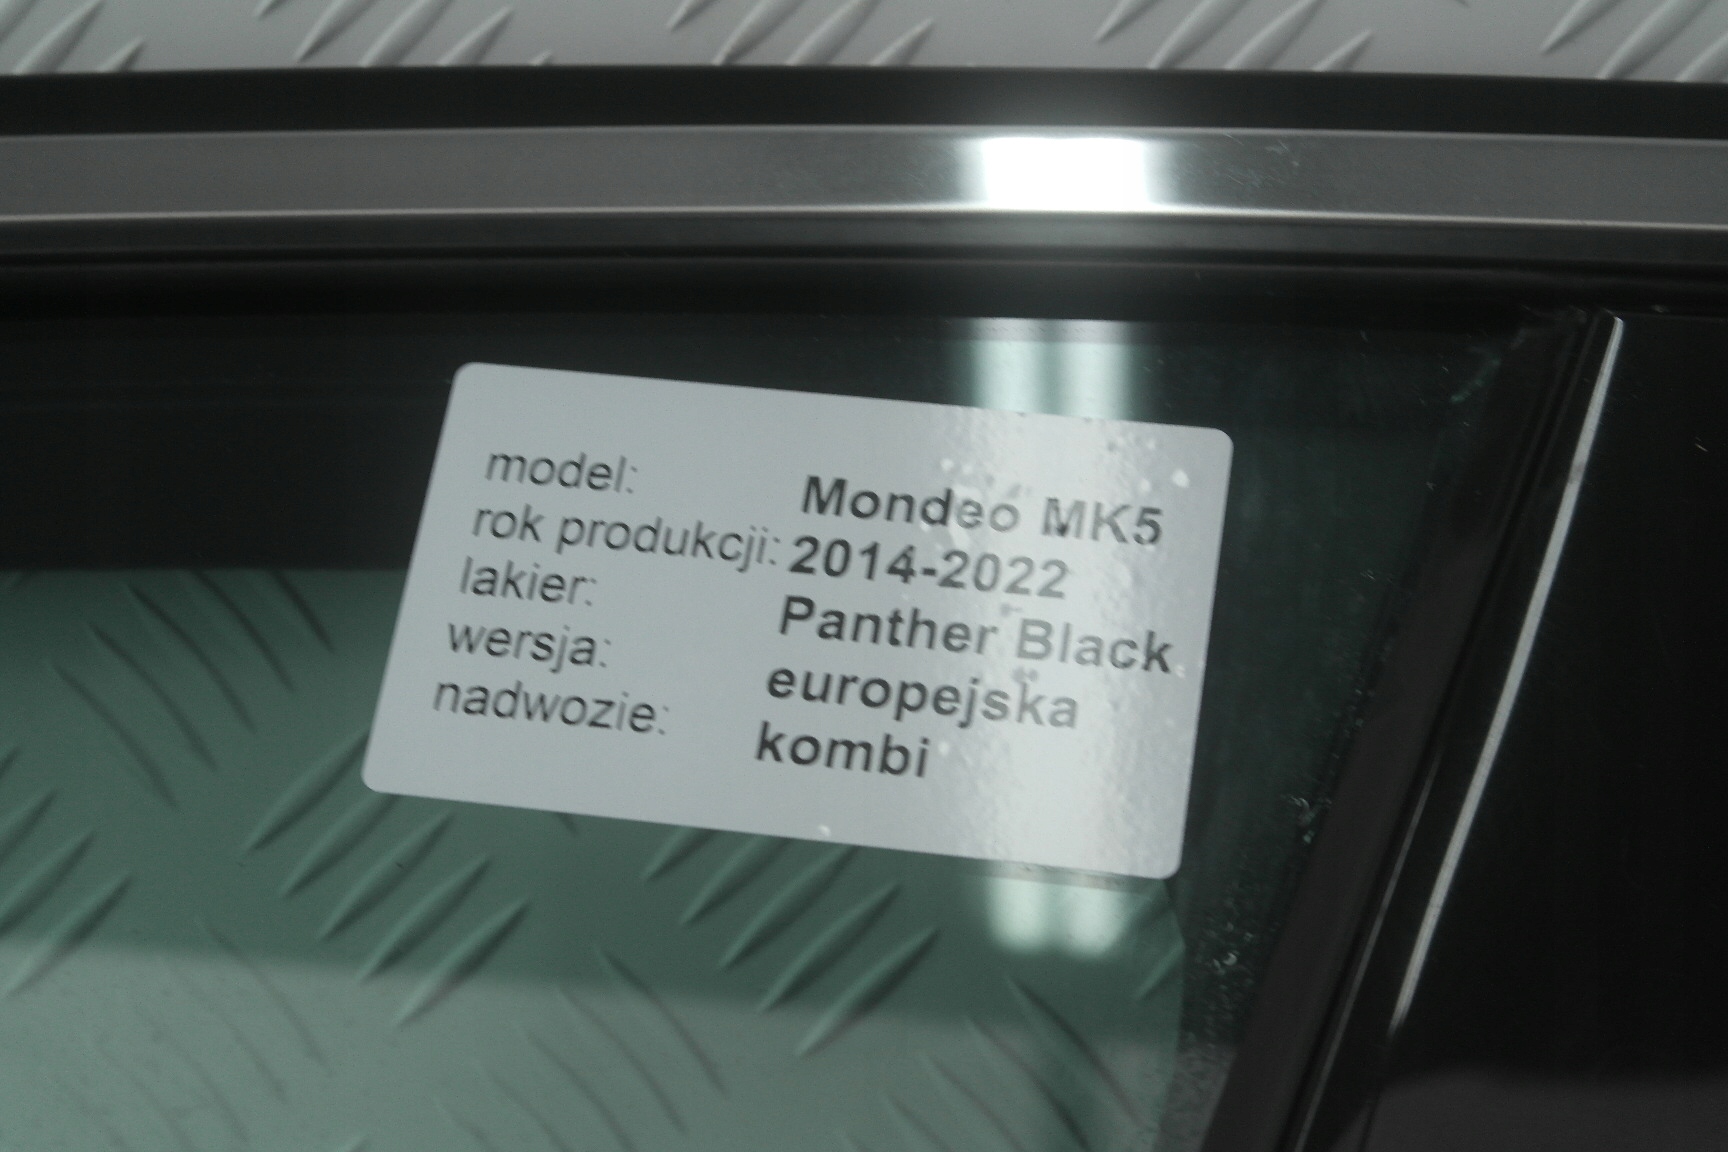 model: Mondeo MK5
rok produkcji: 2014-2022
lakier: Panther Black
wersja: europejska
nadwozie: kombi